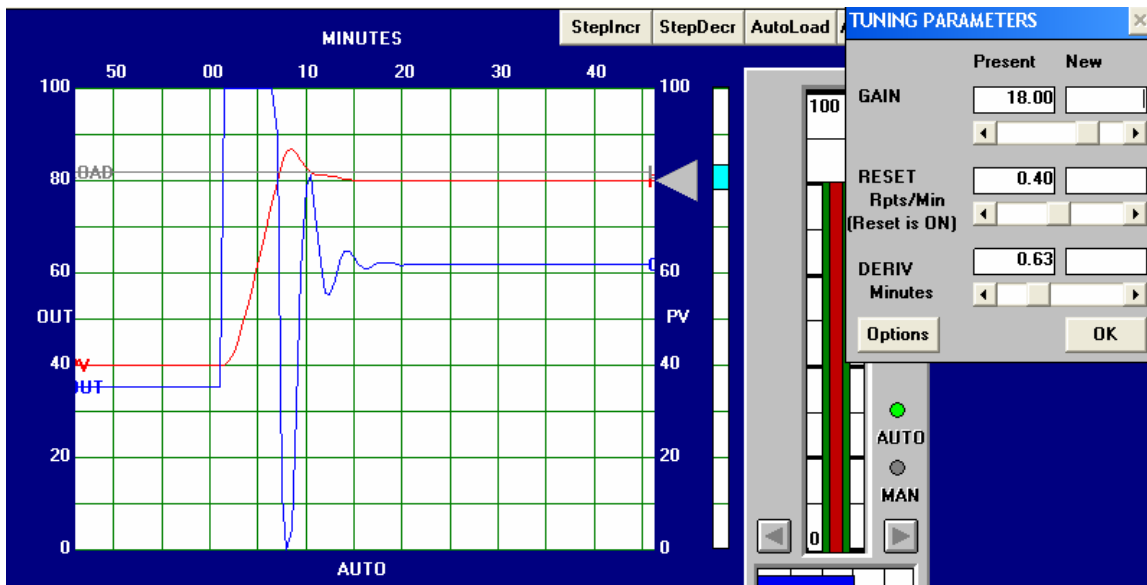 StepIncr StepDecr AutoLoad
MINUTES
50 00 10 20 30 40
100
80
60
OUT
40
20
0
OAD
PV
OUT
100
80
60
PV
40
20
0
AUTO
100
0
AUTO
MAN
TUNING PARAMETERS
Present New
GAIN 18.00
RESET 0.40
Rpts/Min
(Reset is ON)
DERIV 0.63
Minutes
Options OK